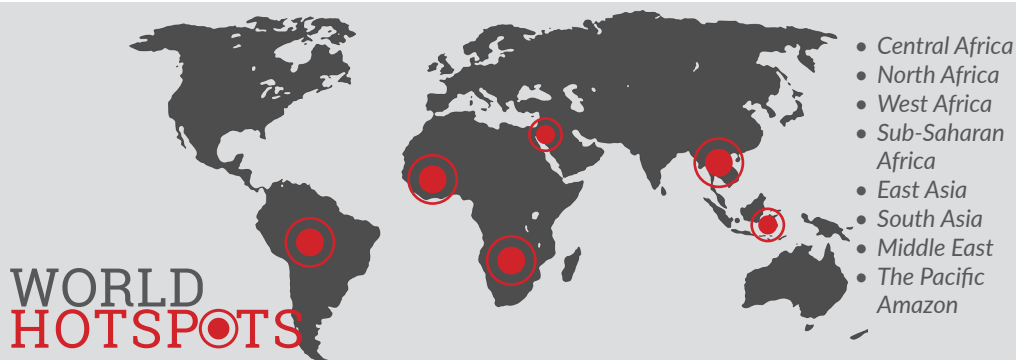 Central Africa
North Africa
West Africa
Sub-Saharan
Africa
East Asia
South Asia
Middle East
The Pacific
Amazon
WORLD
HOTSPOTS